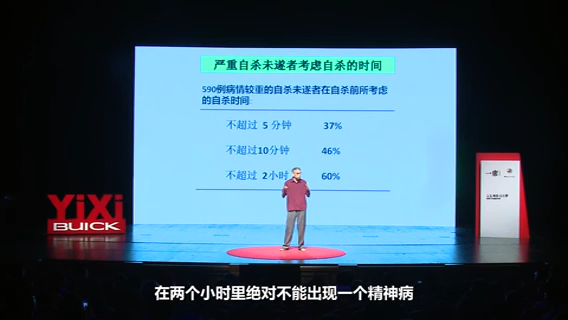 严重自杀未遂者考虑自杀的时间
590例病情较重的自杀未遂者在自杀前所考虑
的自杀时间:
不超过 5 分钟 37%
不超过10分钟 46%
不超过 2小时 60%
YiXi
BUICK
一席
在两个小时里绝对不能出现一个精神病